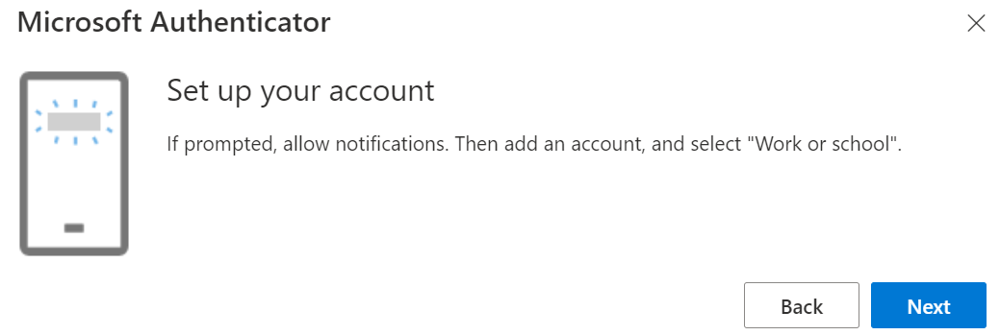 Microsoft Authenticator
Set up your account
If prompted, allow notifications. Then add an account, and select "Work or school".
Back
Next